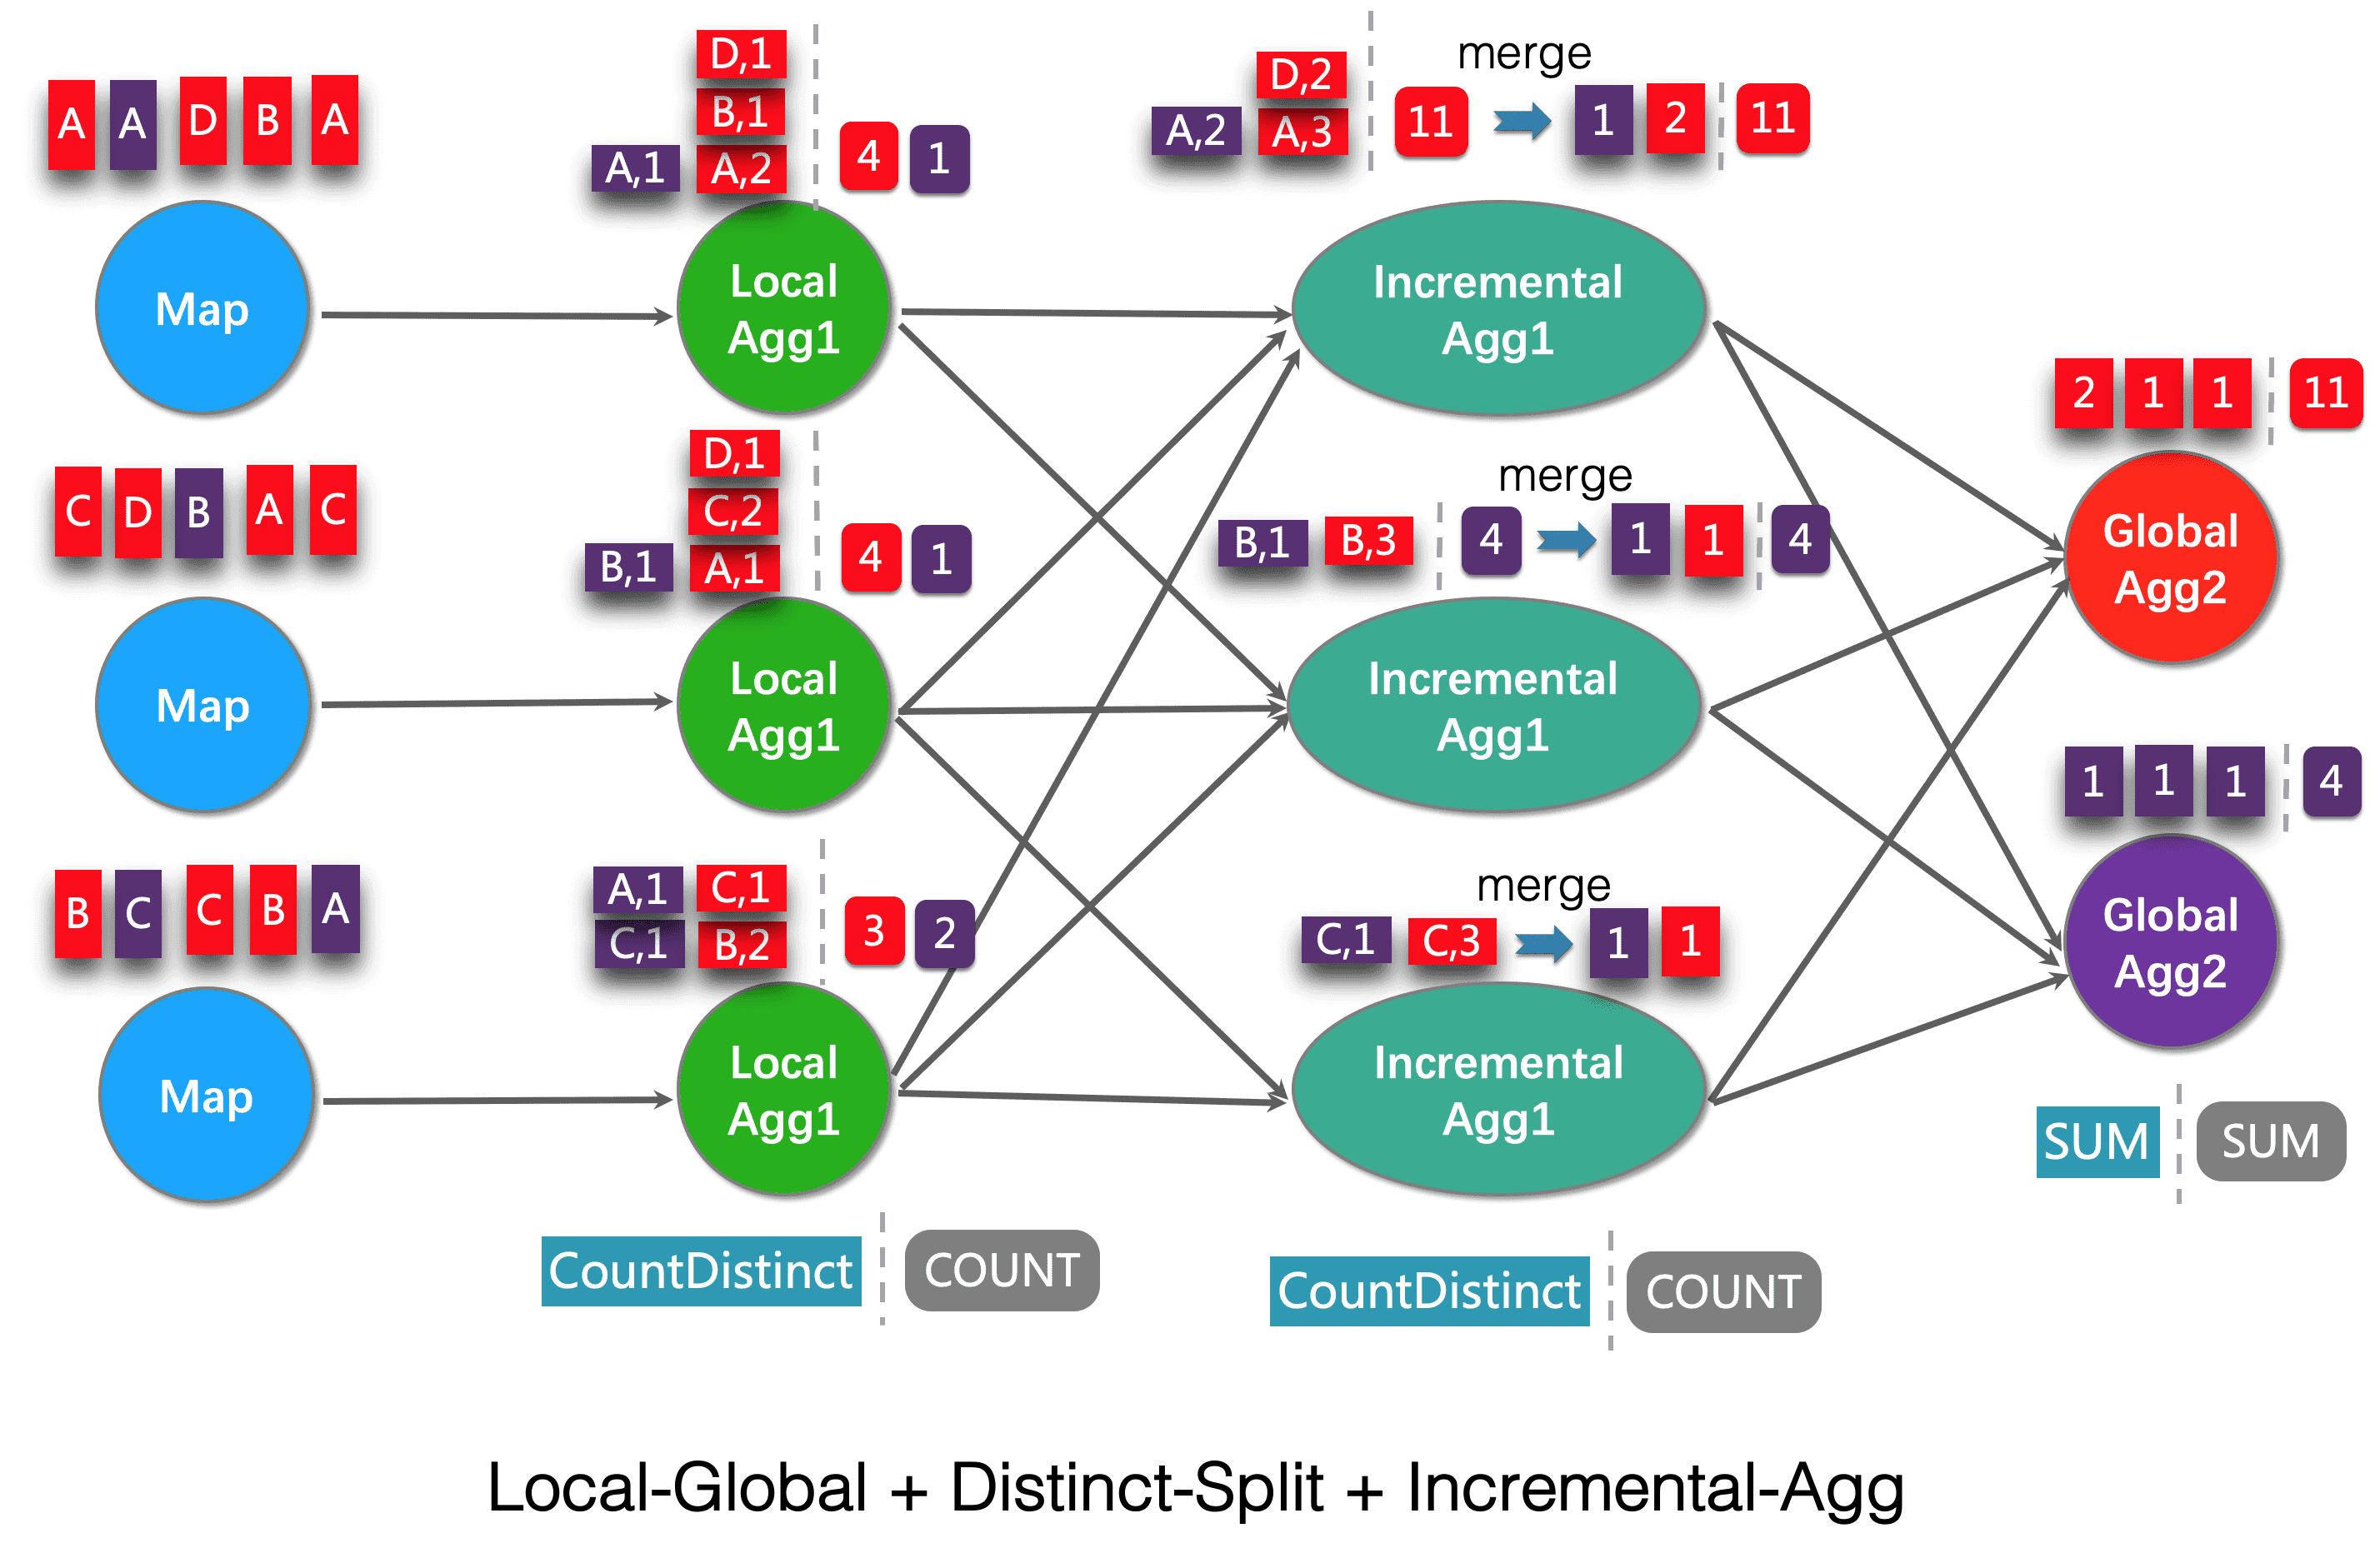 A A D B A
D,1
B,1
A,1 A,2
4 1
Map
Local
Agg1
D,2
A,2 A,3
11
merge
1 2 11
Incremental
Agg1
C D B A C
D,1
C,2
B,1 A,1
4 1
Map
Local
Agg1
B,1 B,3
4
merge
1 1 4
Incremental
Agg1
2 1 1 11
Global
Agg2
B C C B A
A,1 C,1
C,1 B,2
3 2
Map
Local
Agg1
C,1 C,3
merge
1 1
Incremental
Agg1
1 1 1 4
Global
Agg2
CountDistinct COUNT
CountDistinct COUNT
SUM SUM
Local-Global + Distinct-Split + Incremental-Agg